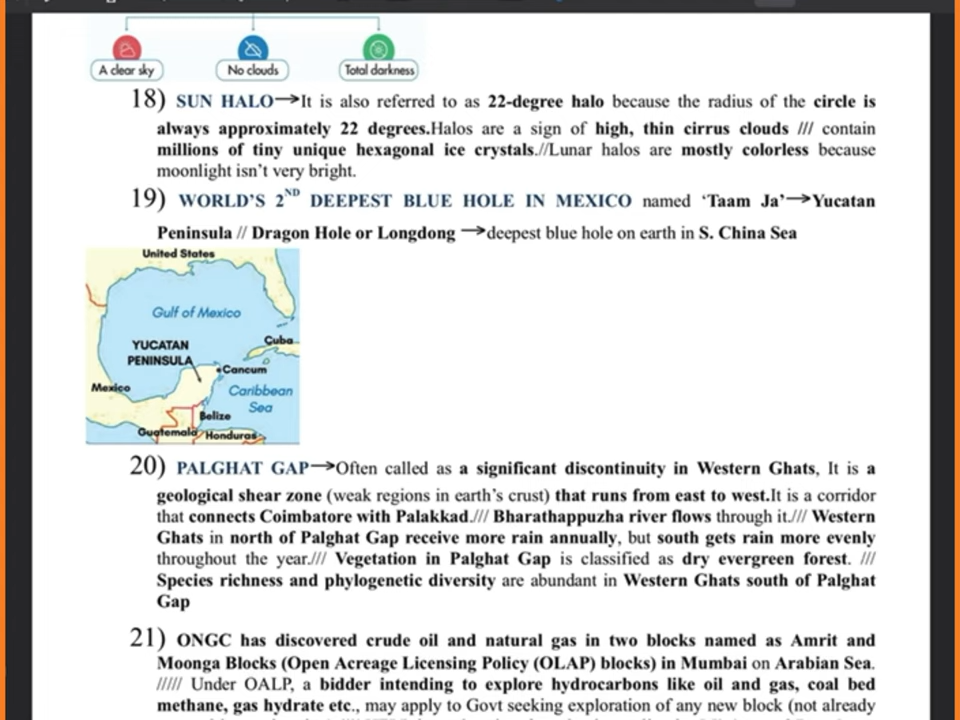 A clear sky
No clouds
Total darkness
18) SUN HALO→It is also referred to as 22-degree halo because the radius of the circle is
always approximately 22 degrees.Halos are a sign of high, thin cirrus clouds /// contain
millions of tiny unique hexagonal ice crystals.//Lunar halos are mostly colorless because
moonlight isn't very bright.
19) WORLD'S 2ND DEEPEST BLUE HOLE IN MEXICO named 'Taam Ja'→Yucatan
Peninsula // Dragon Hole or Longdong →deepest blue hole on earth in S. China Sea
United States
Gulf of Mexico
Cuba
YUCATAN
PENINSULA
Cancum
Mexico
Caribbean
Sea
Belize
Guatemala
Honduras
20) PALGHAT GAP→Often called as a significant discontinuity in Western Ghats, It is a
geological shear zone (weak regions in earth's crust) that runs from east to west.It is a corridor
that connects Coimbatore with Palakkad./// Bharathappuzha river flows through it./// Western
Ghats in north of Palghat Gap receive more rain annually, but south gets rain more evenly
throughout the year./// Vegetation in Palghat Gap is classified as dry evergreen forest. ///
Species richness and phylogenetic diversity are abundant in Western Ghats south of Palghat
Gap
21) ONGC has discovered crude oil and natural gas in two blocks named as Amrit and
Moonga Blocks (Open Acreage Licensing Policy (OLAP) blocks) in Mumbai on Arabian Sea.
///// Under OALP, a bidder intending to explore hydrocarbons like oil and gas, coal bed
methane, gas hydrate etc., may apply to Govt seeking exploration of any new block (not already